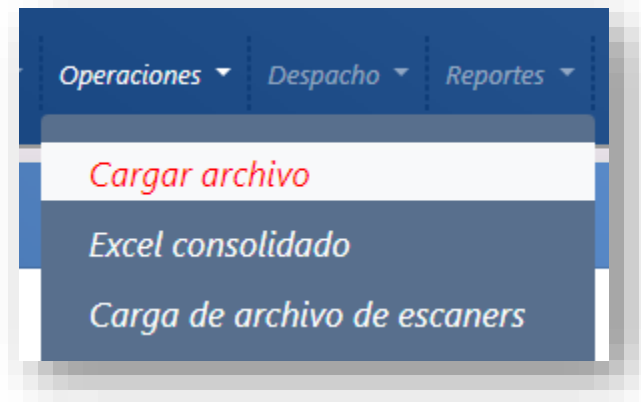 Operaciones Despacho Reportes
Cargar archivo
Excel consolidado
Carga de archivo de escaners